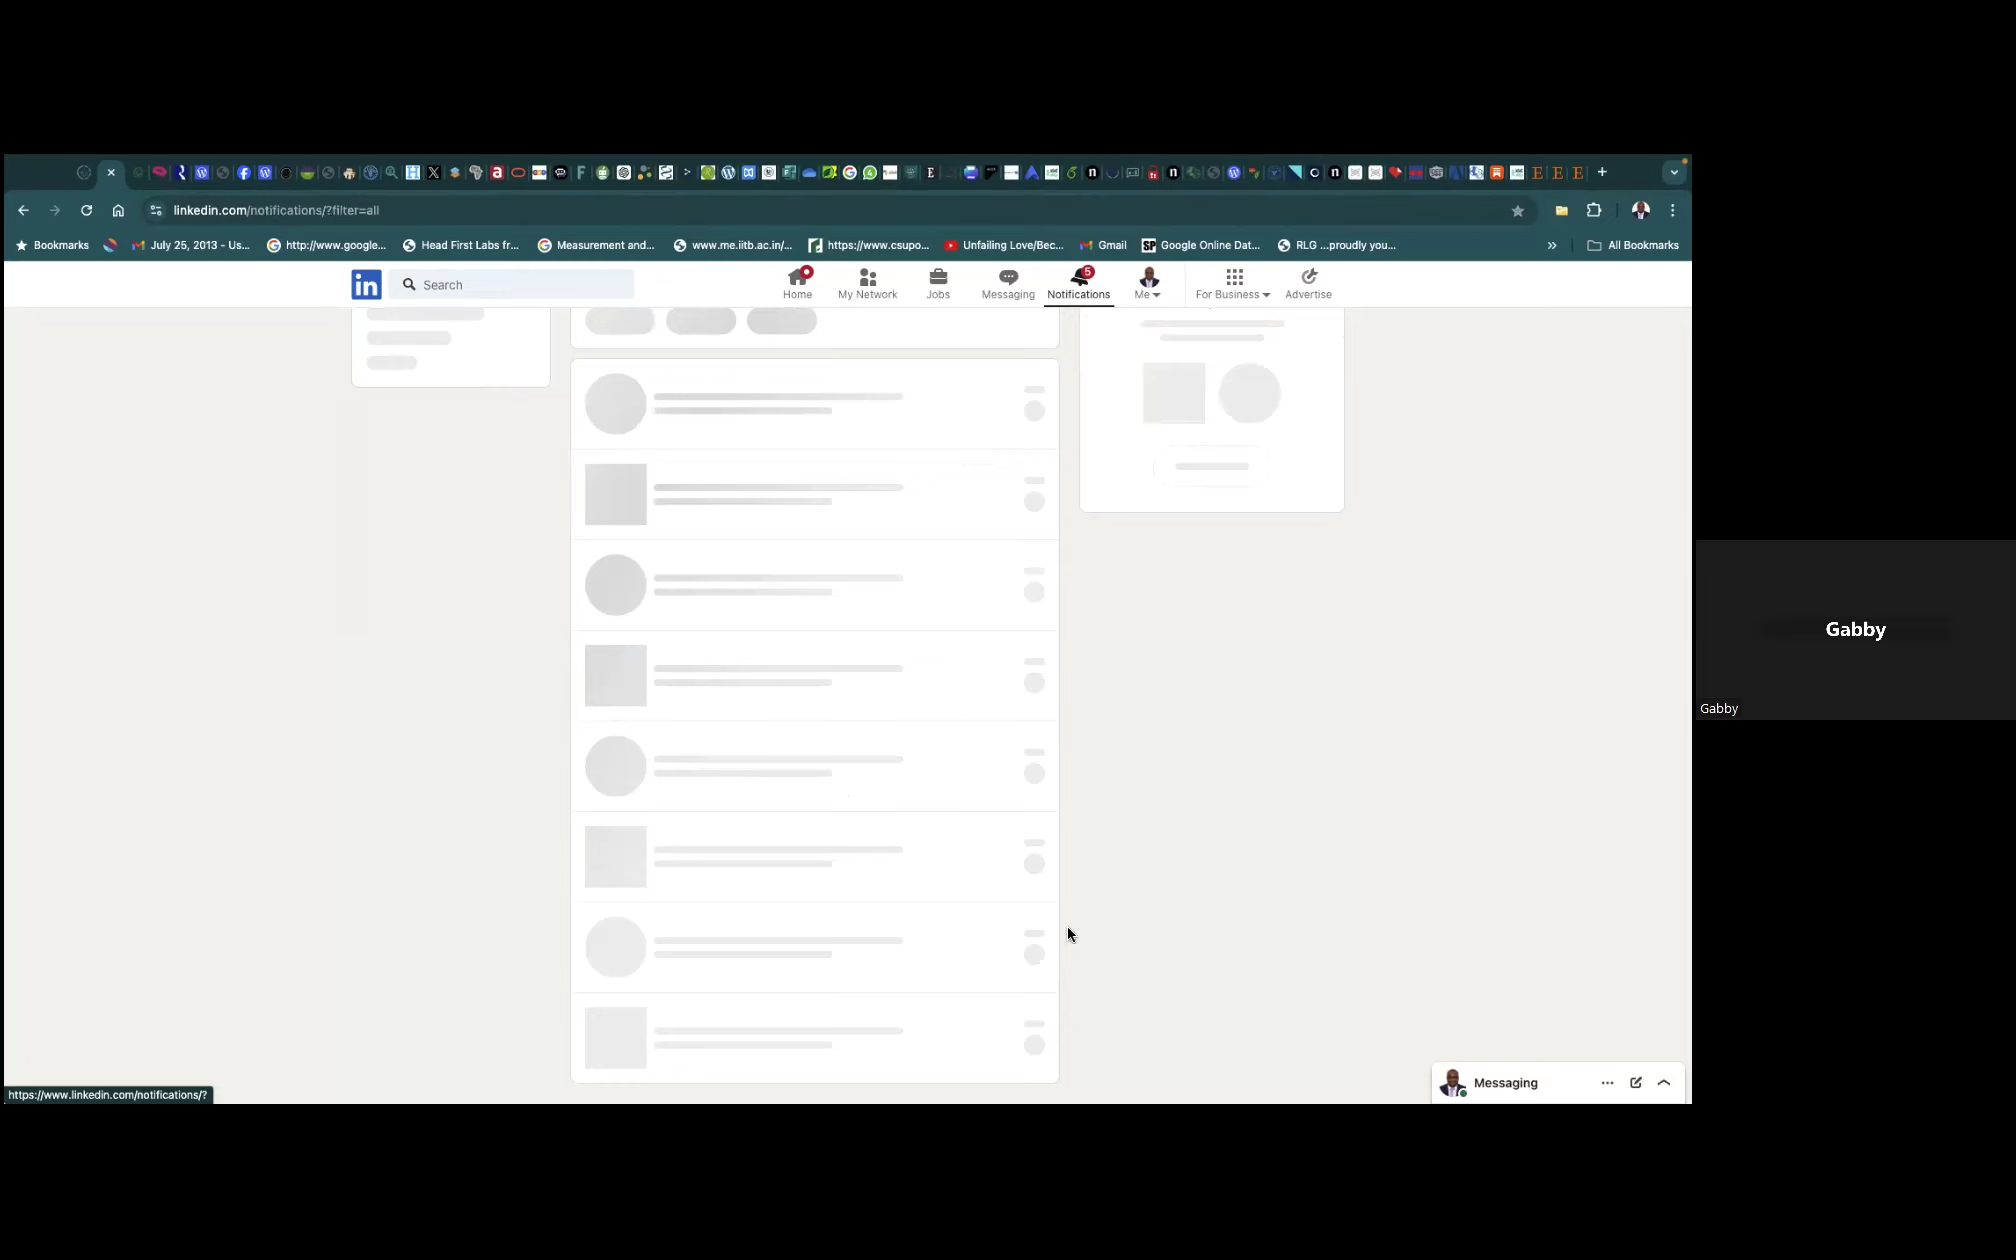 linkedin.com/notifications/?filter=all
Bookmarks
July 25, 2013 - Us...
http://www.google...
Head First Labs fr...
Measurement and...
www.me.iitb.ac.in/...
https://www.csupo...
Unfailing Love/Bec...
Gmail
SP
Google Online Dat...
RLG ...proudly you...
»
All Bookmarks
in
Search
Home
My Network
Jobs
Messaging
5
Notifications
Me
For Business
Advertise
Gabby
Gabby
Messaging
https://www.linkedin.com/notifications/?